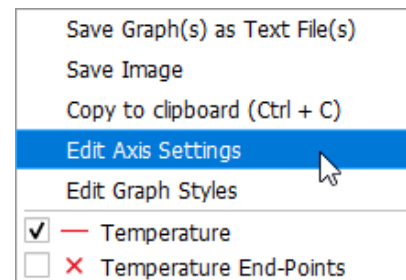 Save Graph(s) as Text File(s)
Save Image
Copy to clipboard (Ctrl + C)
Edit Axis Settings
Edit Graph Styles
Temperature
Temperature End-Points